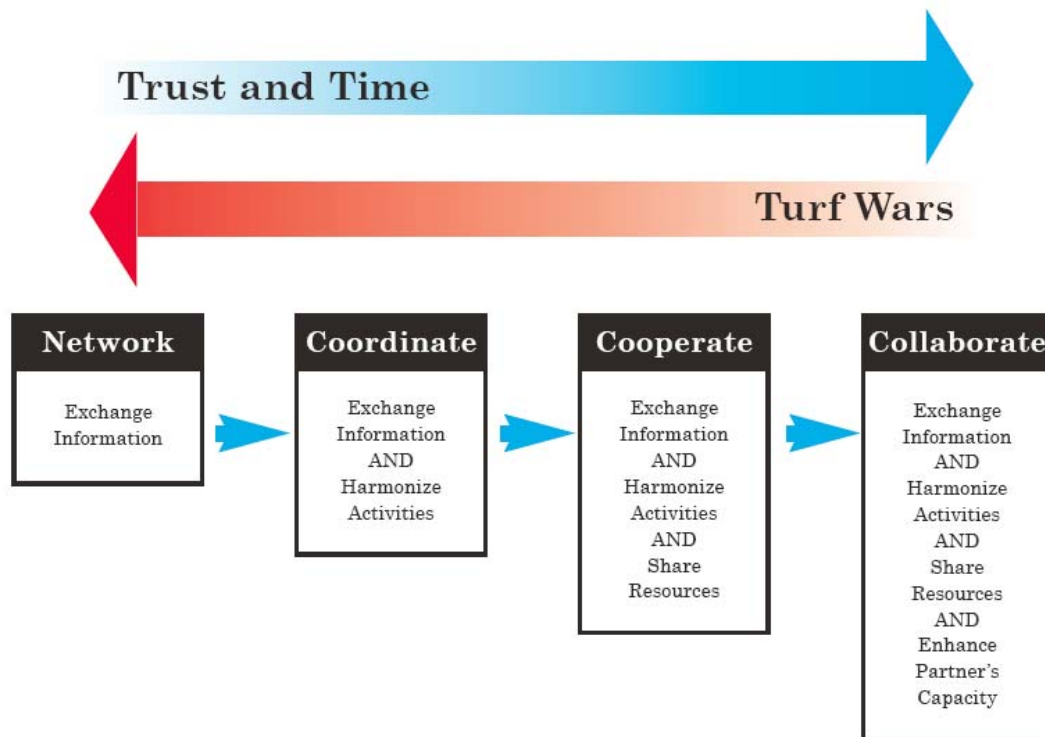 Trust and Time
Turf Wars
Network
Exchange
Information
Coordinate
Exchange
Information
AND
Harmonize
Activities
Cooperate
Exchange
Information
AND
Harmonize
Activities
AND
Share
Resources
Collaborate
Exchange
Information
AND
Harmonize
Activities
AND
Share
Resources
AND
Enhance
Partner's
Capacity